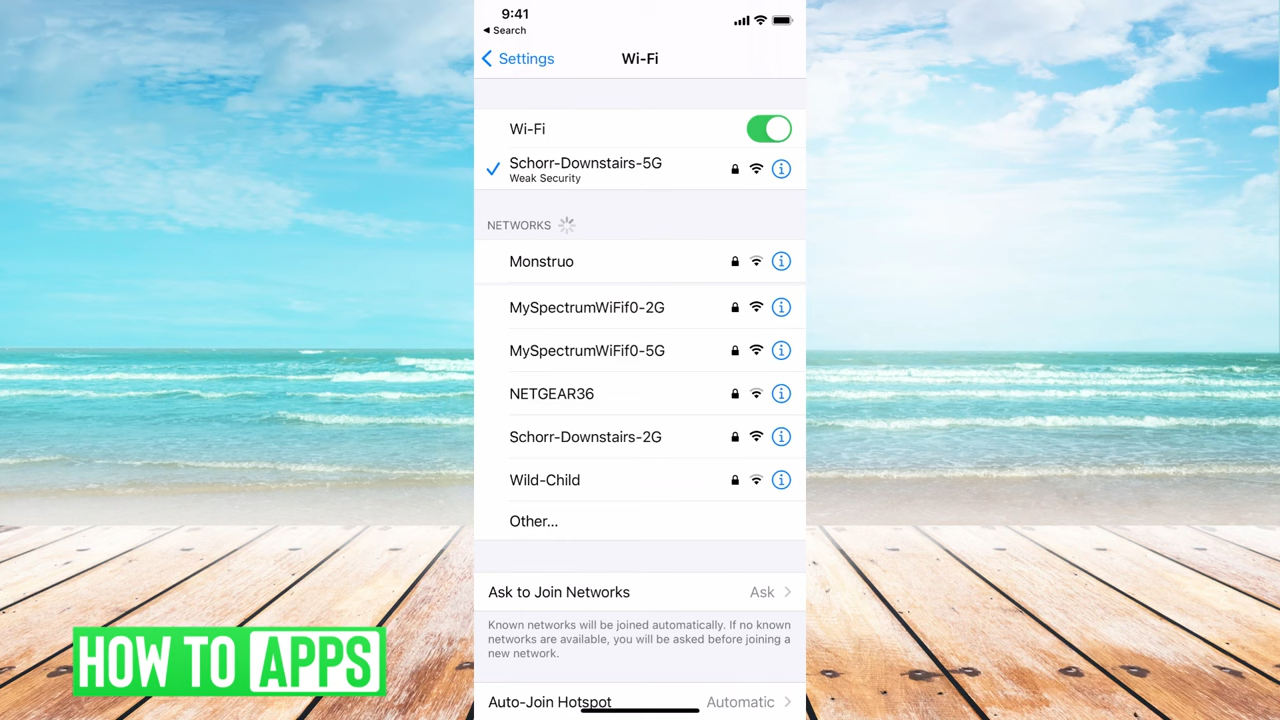 9:41
Search
Settings
Wi-Fi
Wi-Fi
Schorr-Downstairs-5G
Weak Security
NETWORKS
Monstruo
MySpectrumWiFif0-2G
MySpectrumWiFif0-5G
NETGEAR36
Schorr-Downstairs-2G
Wild-Child
Other...
Ask to Join Networks Ask
Known networks will be joined automatically. If no known
networks are available, you will be asked before joining a
new network.
Auto-Join Hotspot Automatic
HOW TO APPS